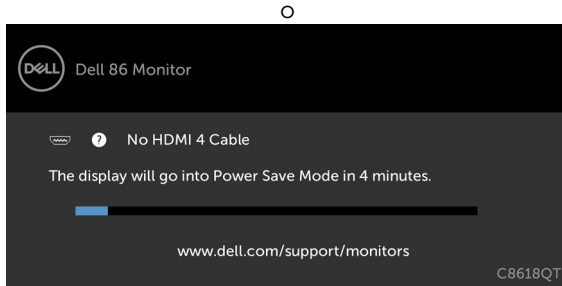 O
DELL Dell 86 Monitor
? No HDMI 4 Cable
The display will go into Power Save Mode in 4 minutes.
www.dell.com/support/monitors
C8618QT